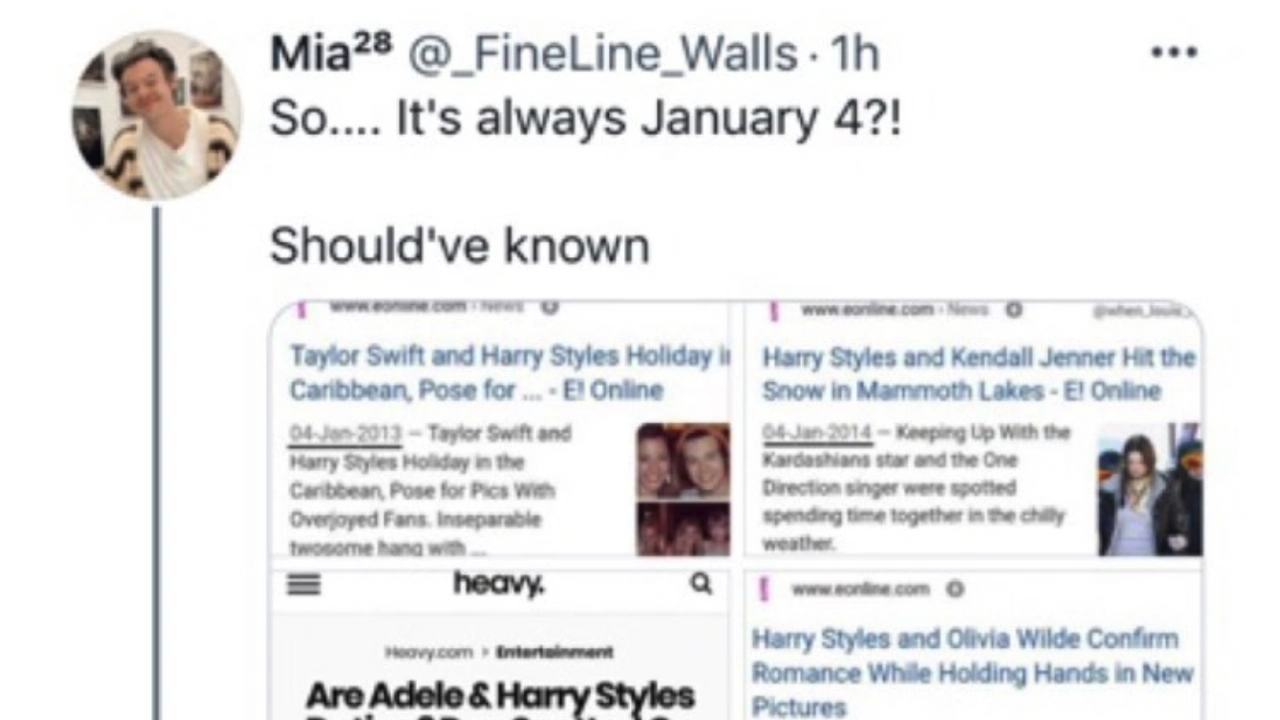 Mia²⁸ @_FineLine_Walls · 1h
So.... It's always January 4?!
Should've known
www.eonline.com › News
Taylor Swift and Harry Styles Holiday i
Caribbean, Pose for ... - E! Online
04-Jan-2013 — Taylor Swift and
Harry Styles Holiday in the
Caribbean, Pose for Pics With
Overjoyed Fans. Inseparable
twosome hang with ...
www.eonline.com › News
Harry Styles and Kendall Jenner Hit the
Snow in Mammoth Lakes - E! Online
04-Jan-2014 — Keeping Up With the
Kardashians star and the One
Direction singer were spotted
spending time together in the chilly
weather.
heavy.
Heavy.com › Entertainment
Are Adele & Harry Styles
www.eonline.com
Harry Styles and Olivia Wilde Confirm
Romance While Holding Hands in New
Pictures